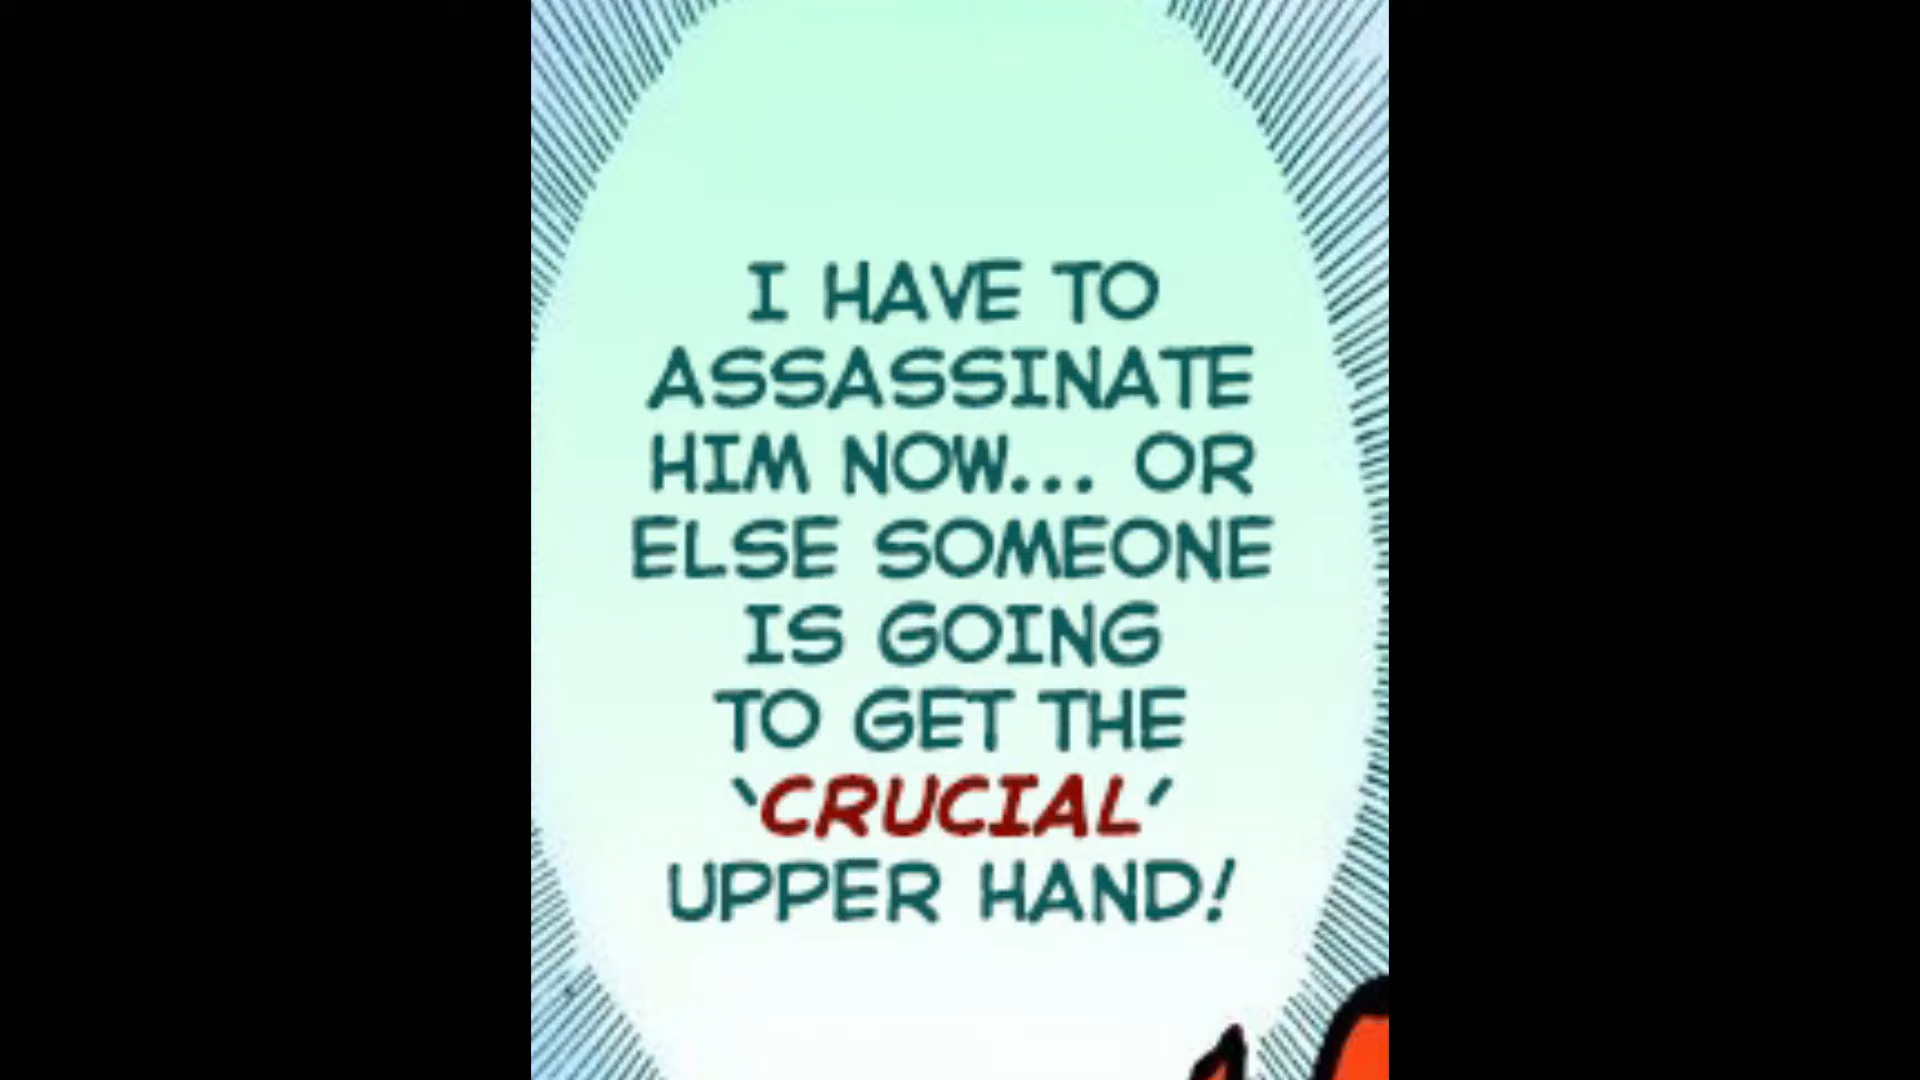 I HAVE TO
ASSASSINATE
HIM NOW... OR
ELSE SOMEONE
IS GOING
TO GET THE
‵CRUCIAL′
UPPER HAND!